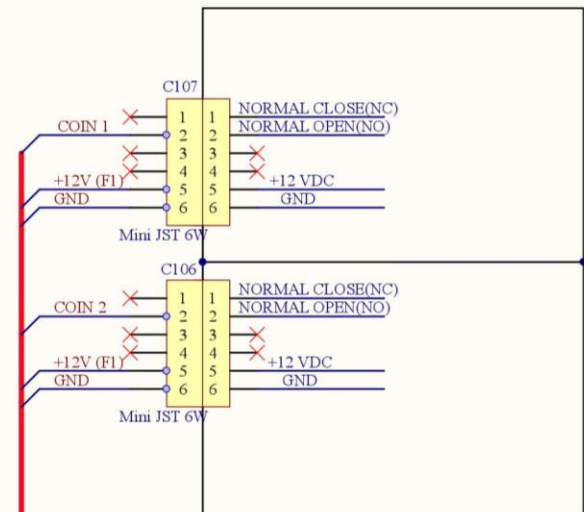 C107
1 1 NORMAL CLOSE(NC)
COIN 1 2 2 NORMAL OPEN(NO)
3 3
4 4
+12V (F1) 5 5 +12 VDC
GND 6 6 GND
Mini JST 6W
C106
1 1 NORMAL CLOSE(NC)
COIN 2 2 2 NORMAL OPEN(NO)
3 3
4 4
+12V (F1) 5 5 +12 VDC
GND 6 6 GND
Mini JST 6W